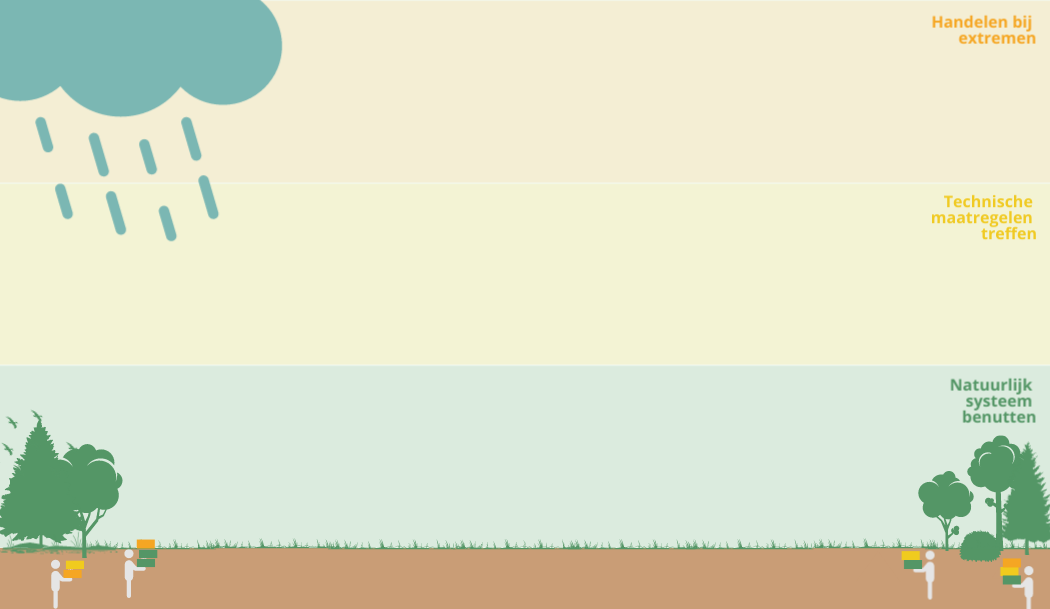 Handelen bij
extremen
Technische
maatregelen
treffen
Natuurlijk
systeem
benutten